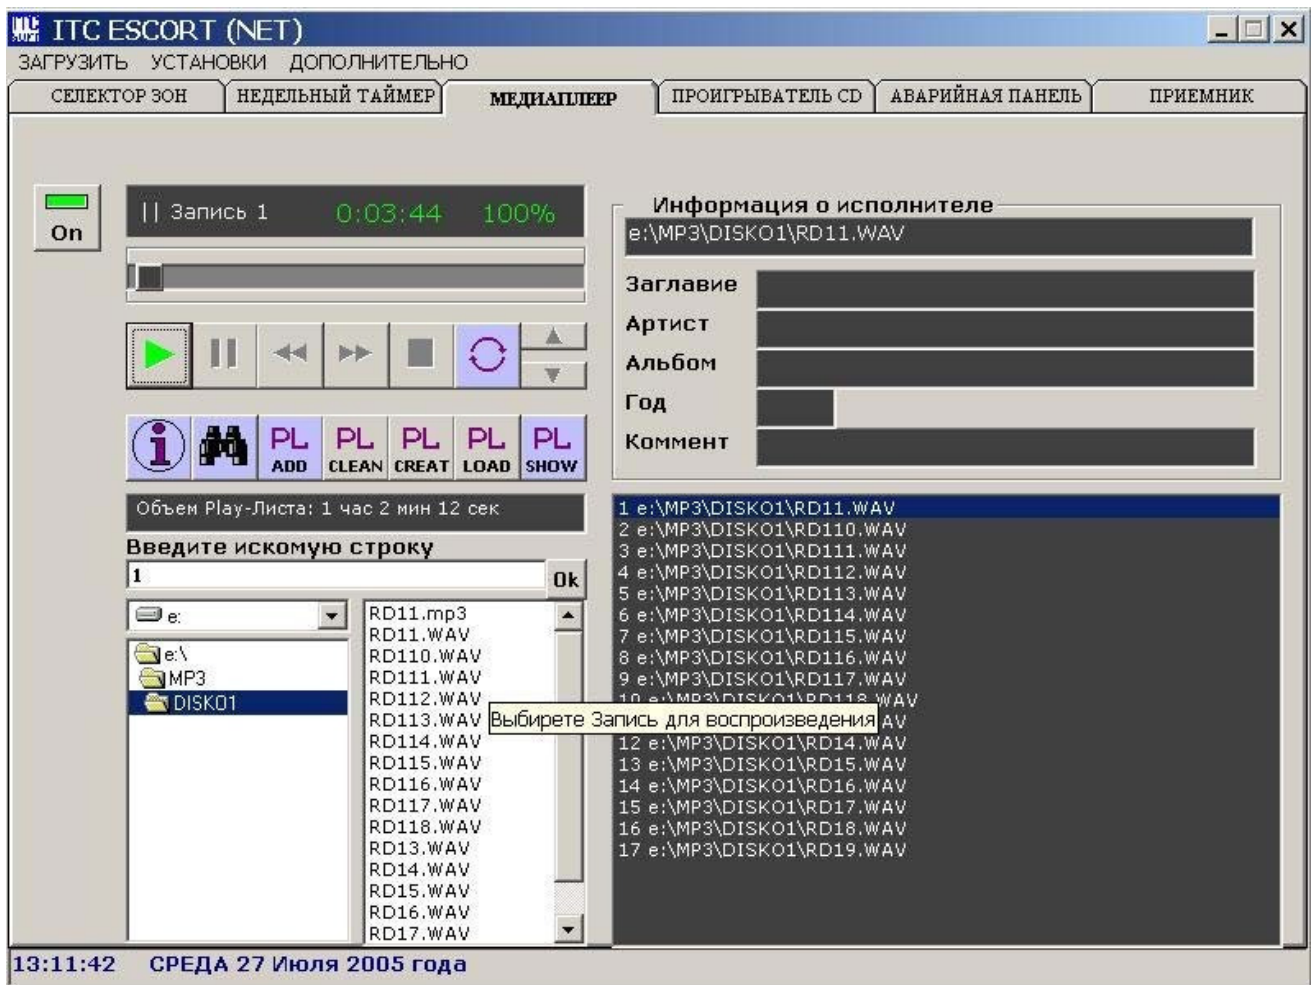 ITC ESCORT (NET)
ЗАГРУЗИТЬ УСТАНОВКИ ДОПОЛНИТЕЛЬНО
СЕЛЕКТОР ЗОН НЕДЕЛЬНЫЙ ТАЙМЕР МЕДИАПЛЕЕР ПРОИГРЫВАТЕЛЬ CD АВАРИЙНАЯ ПАНЕЛЬ ПРИЕМНИК
On
|| Запись 1 0:03:44 100%
Информация о исполнителе
e:\MP3\DISKO1\RD11.WAV
Заглавие
Артист
Альбом
Год
Коммент
PL ADD
PL CLEAN
PL CREAT
PL LOAD
PL SHOW
Объем Play-Листа: 1 час 2 мин 12 сек
Введите искомую строку
1
Ok
e:
e:\
MP3
DISKO1
RD11.mp3
RD11.WAV
RD110.WAV
RD111.WAV
RD112.WAV
RD113.WAV
RD114.WAV
RD115.WAV
RD116.WAV
RD117.WAV
RD118.WAV
RD13.WAV
RD14.WAV
RD15.WAV
RD16.WAV
RD17.WAV
Выбирете Запись для воспроизведения
1 e:\MP3\DISKO1\RD11.WAV
2 e:\MP3\DISKO1\RD110.WAV
3 e:\MP3\DISKO1\RD111.WAV
4 e:\MP3\DISKO1\RD112.WAV
5 e:\MP3\DISKO1\RD113.WAV
6 e:\MP3\DISKO1\RD114.WAV
7 e:\MP3\DISKO1\RD115.WAV
8 e:\MP3\DISKO1\RD116.WAV
9 e:\MP3\DISKO1\RD117.WAV
10 e:\MP3\DISKO1\RD118.WAV
12 e:\MP3\DISKO1\RD14.WAV
13 e:\MP3\DISKO1\RD15.WAV
14 e:\MP3\DISKO1\RD16.WAV
15 e:\MP3\DISKO1\RD17.WAV
16 e:\MP3\DISKO1\RD18.WAV
17 e:\MP3\DISKO1\RD19.WAV
13:11:42 СРЕДА 27 Июля 2005 года